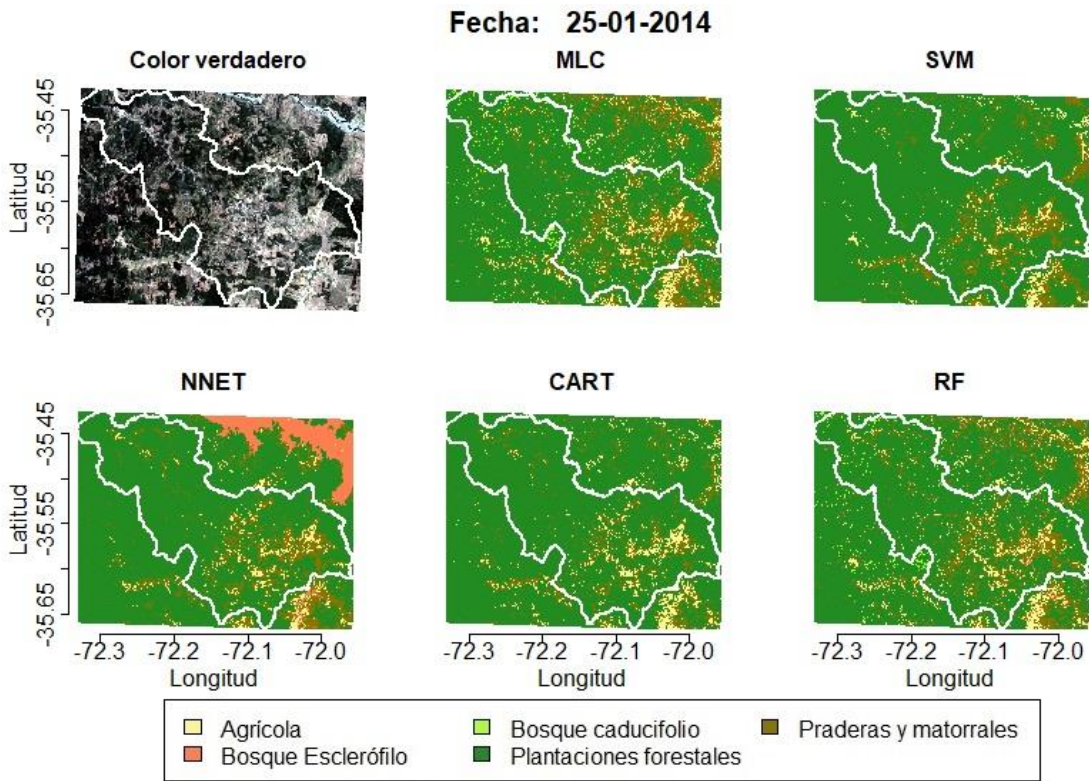 Fecha: 25-01-2014
Color verdadero
MLC
SVM
Latitud
-35.45
-35.55
-35.65
NNET
CART
RF
Latitud
-35.45
-35.55
-35.65
-72.3 -72.2 -72.1 -72.0
-72.3 -72.2 -72.1 -72.0
-72.3 -72.2 -72.1 -72.0
Longitud
Longitud
Longitud
Agrícola
Bosque caducifolio
Praderas y matorrales
Bosque Esclerófilo
Plantaciones forestales